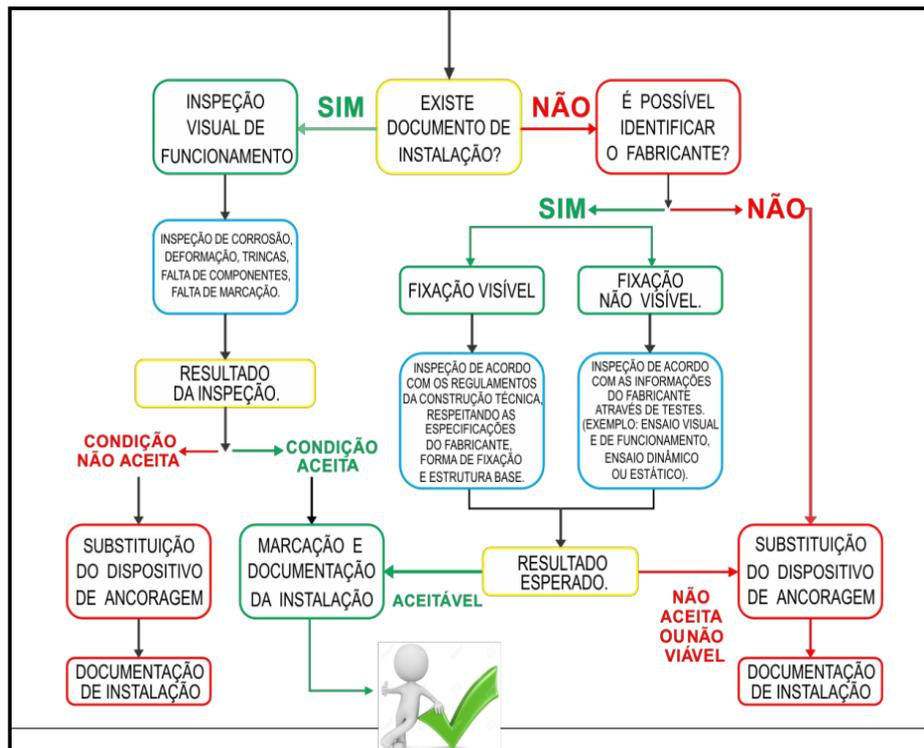 EXISTE
DOCUMENTO DE
INSTALAÇÃO?
SIM
NÃO
INSPEÇÃO
VISUAL DE
FUNCIONAMENTO
É POSSÍVEL
IDENTIFICAR
O FABRICANTE?
SIM
NÃO
INSPEÇÃO DE CORROSÃO,
DEFORMAÇÃO, TRINCAS,
FALTA DE COMPONENTES,
FALTA DE MARCAÇÃO.
FIXAÇÃO VISÍVEL
FIXAÇÃO
NÃO VISÍVEL.
RESULTADO
DA INSPEÇÃO.
INSPEÇÃO DE ACORDO
COM OS REGULAMENTOS
DA CONSTRUÇÃO TÉCNICA,
RESPEITANDO AS
ESPECIFICAÇÕES
DO FABRICANTE,
FORMA DE FIXAÇÃO
E ESTRUTURA BASE.
INSPEÇÃO DE ACORDO
COM AS INFORMAÇÕES
DO FABRICANTE
ATRAVÉS DE TESTES.
(EXEMPLO: ENSAIO VISUAL
E DE FUNCIONAMENTO,
ENSAIO DINÂMICO
OU ESTÁTICO).
CONDIÇÃO
NÃO ACEITA
CONDIÇÃO
ACEITA
SUBSTITUIÇÃO
DO DISPOSITIVO
DE ANCORAGEM
MARCAÇÃO E
DOCUMENTAÇÃO
DA INSTALAÇÃO
ACEITÁVEL
RESULTADO
ESPERADO.
NÃO
ACEITA
OU NÃO
VIÁVEL
SUBSTITUIÇÃO
DO DISPOSITIVO
DE ANCORAGEM
DOCUMENTAÇÃO
DE INSTALAÇÃO
DOCUMENTAÇÃO
DE INSTALAÇÃO